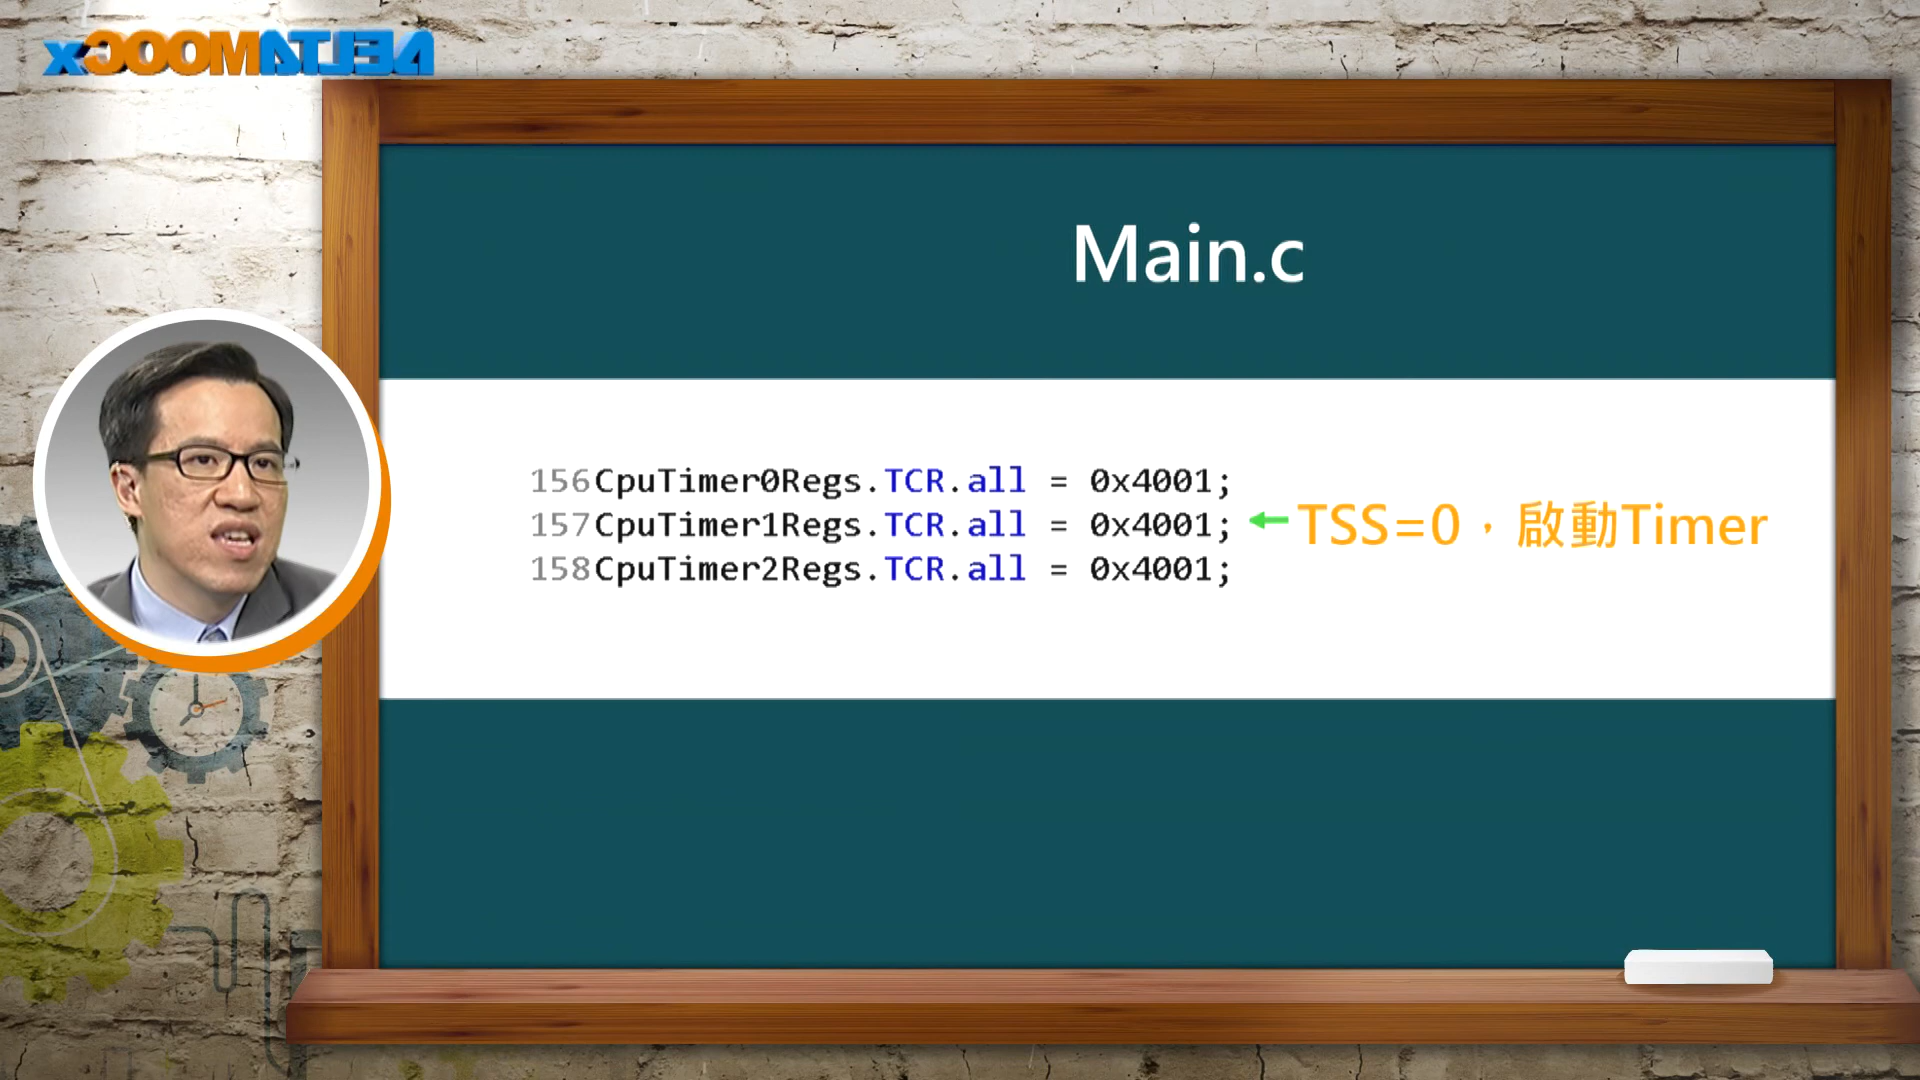 DELTAMOOCx
Main.c
156CpuTimer0Regs.TCR.all = 0x4001;
157CpuTimer1Regs.TCR.all = 0x4001;
TSS=0，啟動Timer
158CpuTimer2Regs.TCR.all = 0x4001;